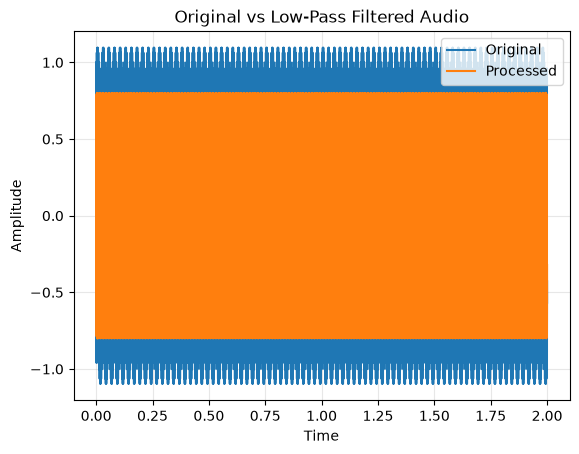 Original vs Low-Pass Filtered Audio
Original
Processed
Amplitude
1.0
0.5
0.0
−0.5
−1.0
0.00 0.25 0.50 0.75 1.00 1.25 1.50 1.75 2.00
Time